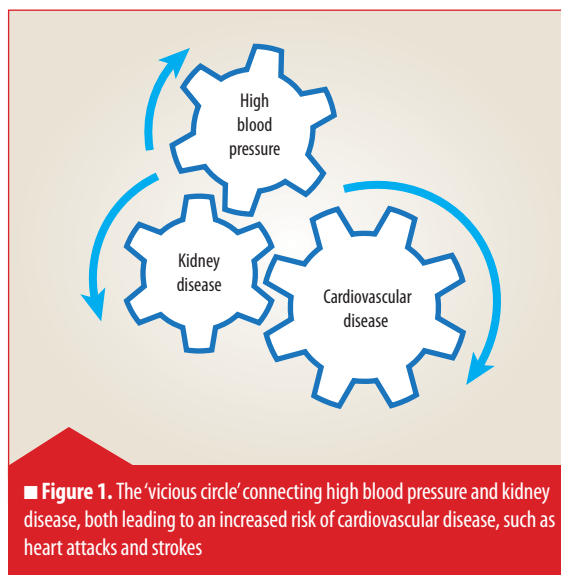 High
blood
pressure
Kidney
disease
Cardiovascular
disease
■ Figure 1. The ‘vicious circle’ connecting high blood pressure and kidney
disease, both leading to an increased risk of cardiovascular disease, such as
heart attacks and strokes